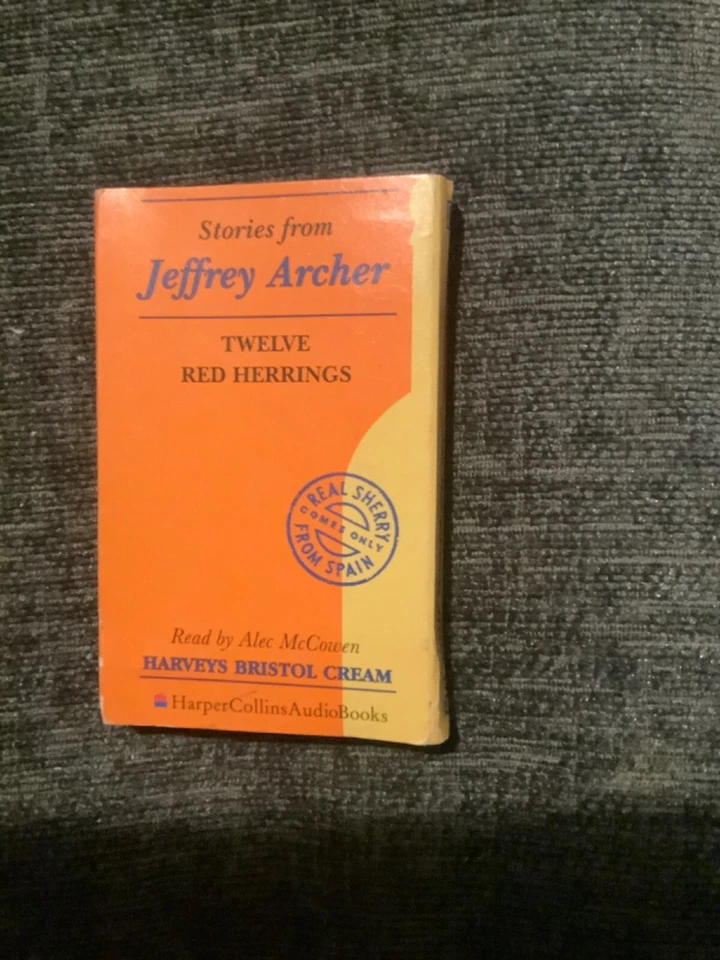 Stories from
Jeffrey Archer
TWELVE
RED HERRINGS
REAL SHERRY
COMES ONLY
FROM SPAIN
Read by Alec McCowen
HARVEYS BRISTOL CREAM
HarperCollinsAudioBooks